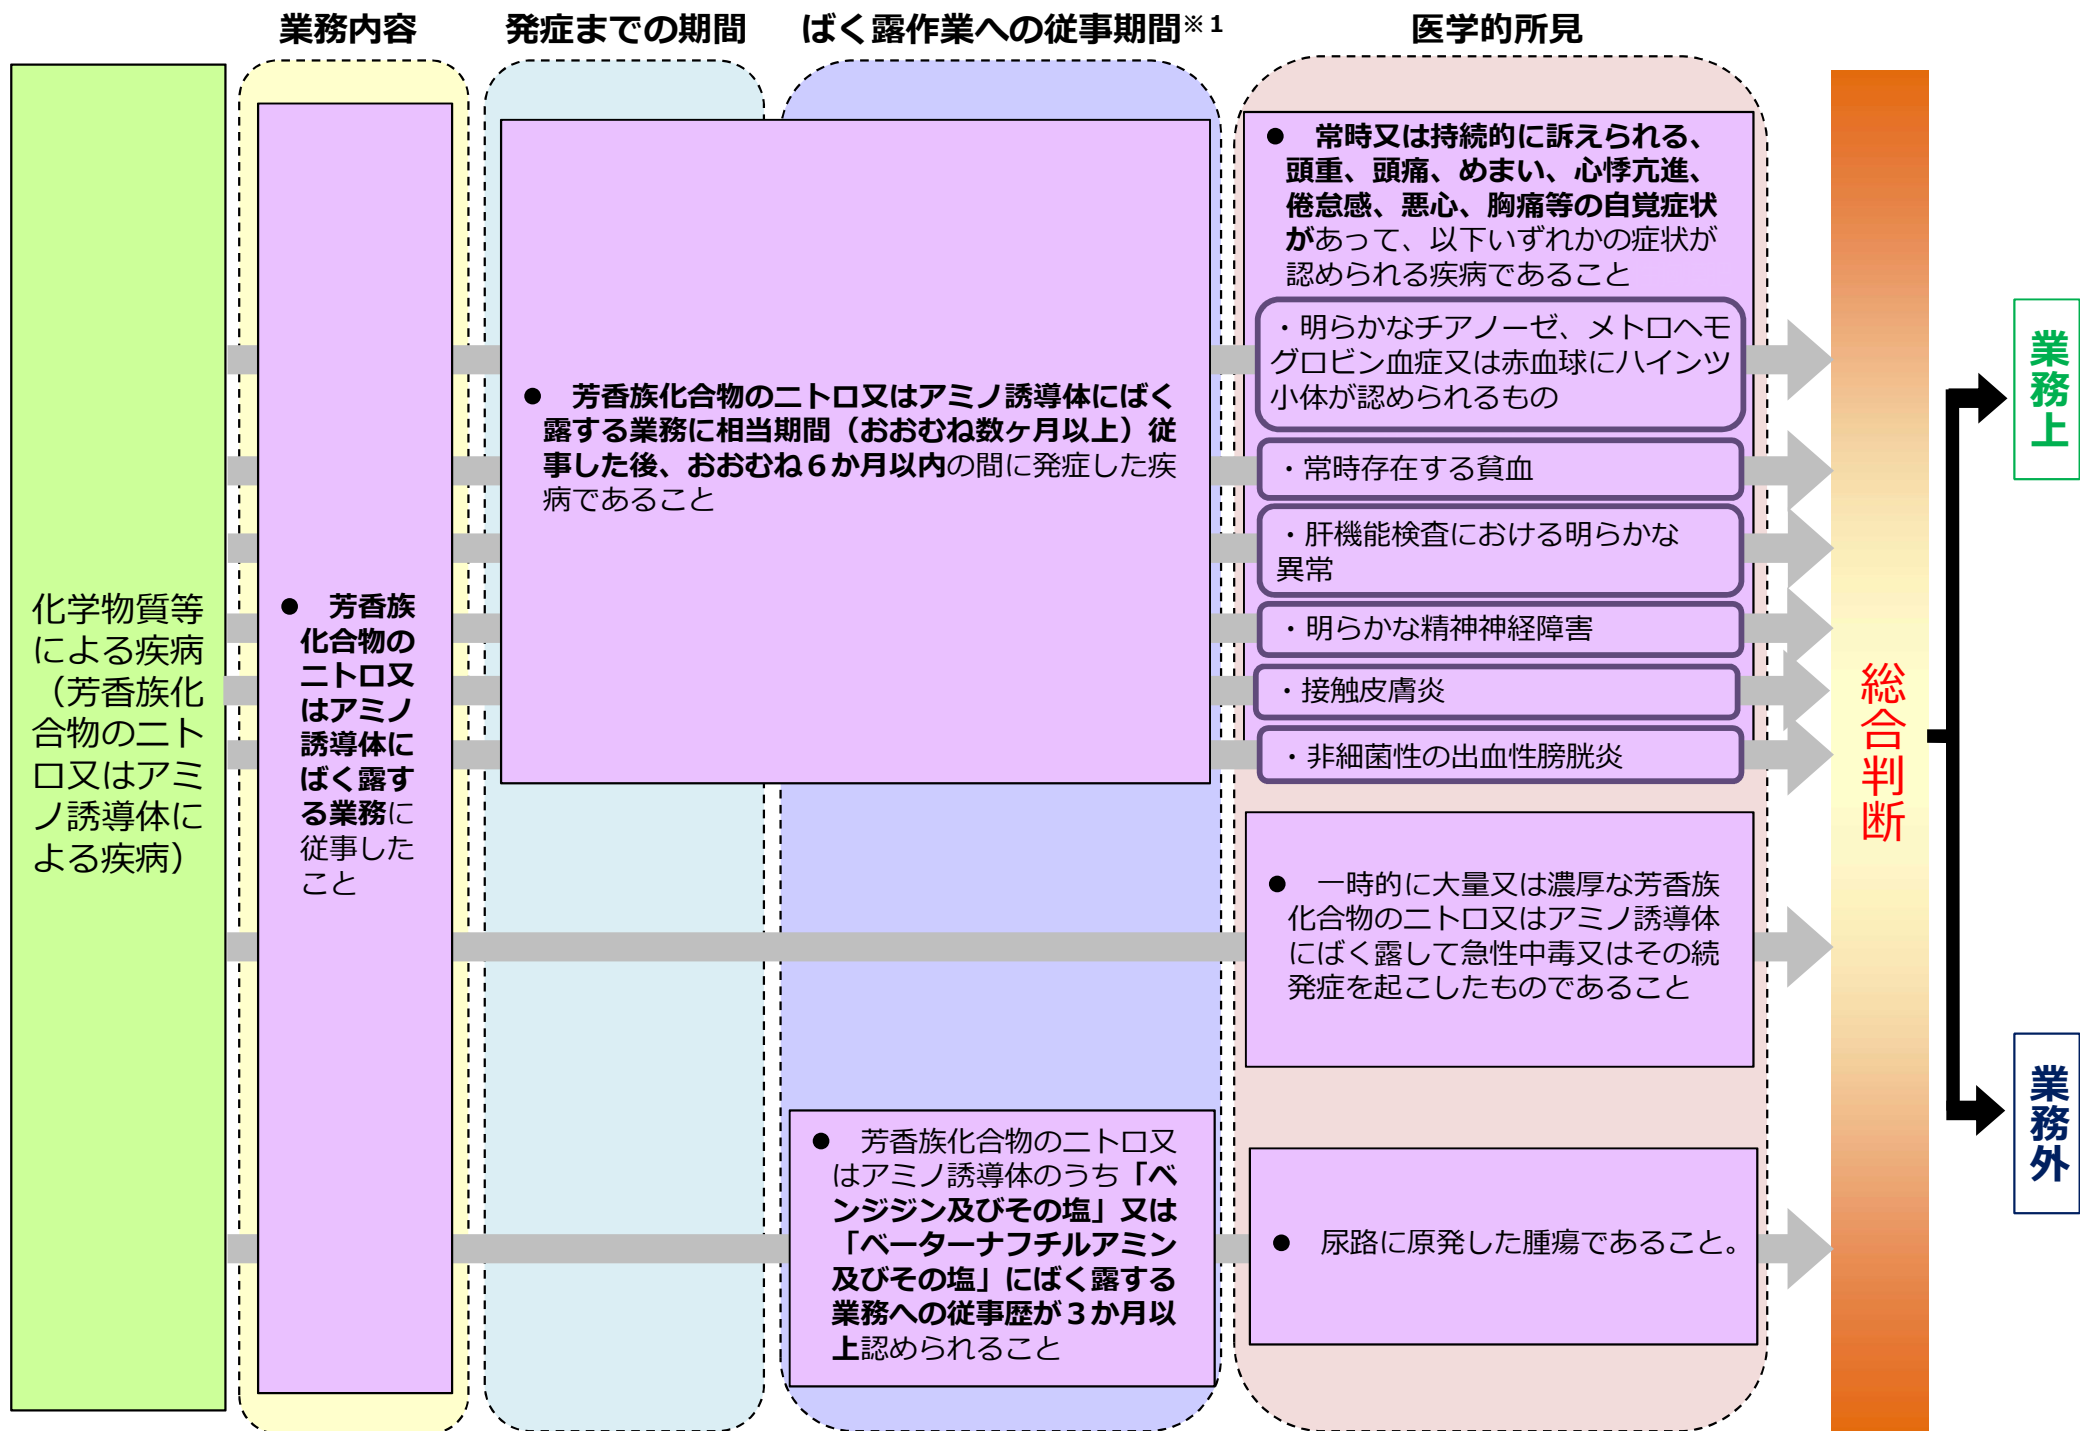 業務内容
発症までの期間
ばく露作業への従事期間※1
医学的所見
化学物質等
による疾病
（芳香族化
合物のニト
ロ又はアミ
ノ誘導体に
よる疾病）
● 芳香族
化合物の
ニトロ又
はアミノ
誘導体に
ばく露す
る業務に
従事した
こと
● 芳香族化合物のニトロ又はアミノ誘導体にばく
露する業務に相当期間（おおむね数ヶ月以上）従
事した後、おおむね６か月以内の間に発症した疾
病であること
● 芳香族化合物のニトロ又
はアミノ誘導体のうち「ベ
ンジジン及びその塩」又は
「ベーターナフチルアミン
及びその塩」にばく露する
業務への従事歴が３か月以
上認められること
● 常時又は持続的に訴えられる、
頭重、頭痛、めまい、心悸亢進、
倦怠感、悪心、胸痛等の自覚症状
があって、以下いずれかの症状が
認められる疾病であること
・明らかなチアノーゼ、メトロヘモ
グロビン血症又は赤血球にハインツ
小体が認められるもの
・常時存在する貧血
・肝機能検査における明らかな
異常
・明らかな精神神経障害
・接触皮膚炎
・非細菌性の出血性膀胱炎
● 一時的に大量又は濃厚な芳香族
化合物のニトロ又はアミノ誘導体
にばく露して急性中毒又はその続
発症を起こしたものであること
● 尿路に原発した腫瘍であること。
総合判断
業務上
業務外